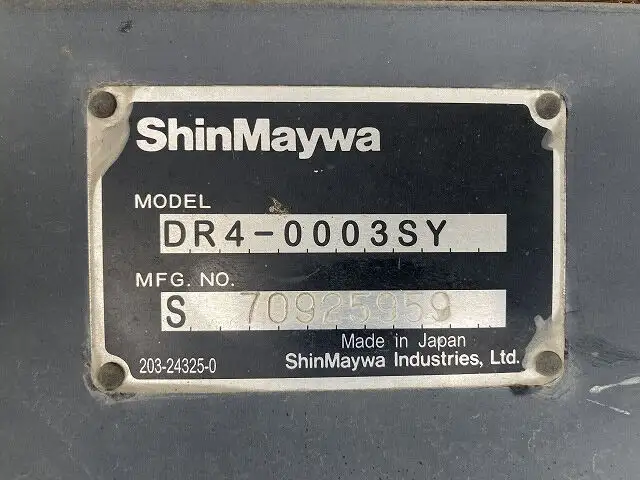 ShinMaywa
MODEL
DR4-0003SY
MFG. NO.
S 70925959
Made in Japan
203-24325-0 ShinMaywa Industries, Ltd.